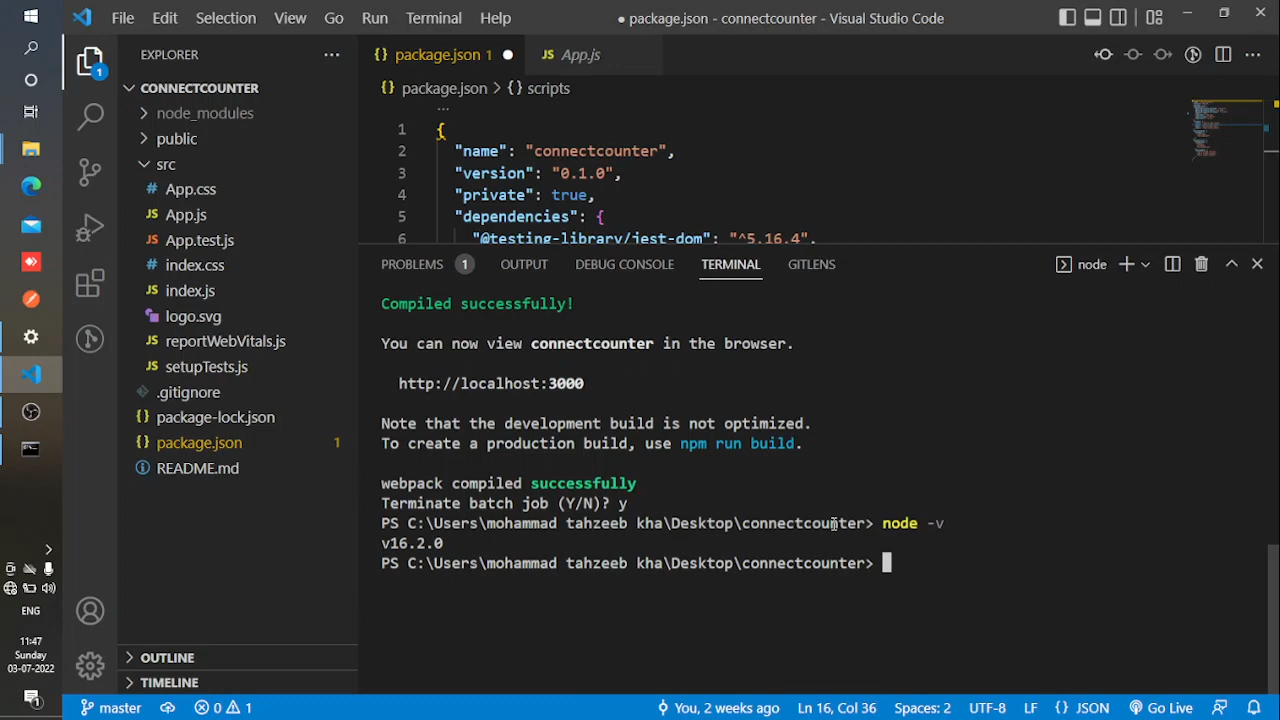 File Edit Selection View Go Run Terminal Help ● package.json - connectcounter - Visual Studio Code
EXPLORER ...
CONNECTCOUNTER
node_modules
public
src
# App.css
JS App.js
JS App.test.js
# index.css
JS index.js
logo.svg
JS reportWebVitals.js
JS setupTests.js
.gitignore
{} package-lock.json
{} package.json 1
README.md
OUTLINE
TIMELINE
1
{} package.json 1 ●
JS App.js
{} package.json > {} scripts
...
1 {
2 "name": "connectcounter",
3 "version": "0.1.0",
4 "private": true,
5 "dependencies": {
6 "@testing-library/jest-dom": "^5.16.4",
PROBLEMS 1 OUTPUT DEBUG CONSOLE TERMINAL GITLENS node
Compiled successfully!
You can now view connectcounter in the browser.
http://localhost:3000
Note that the development build is not optimized.
To create a production build, use npm run build.
webpack compiled successfully
Terminate batch job (Y/N)? y
PS C:\Users\mohammad tahzeeb kha\Desktop\connectcounter> node -v
v16.2.0
PS C:\Users\mohammad tahzeeb kha\Desktop\connectcounter>
ENG
11:47
Sunday
03-07-2022
1
master 0 1 You, 2 weeks ago Ln 16, Col 36 Spaces: 2 UTF-8 LF {} JSON Go Live